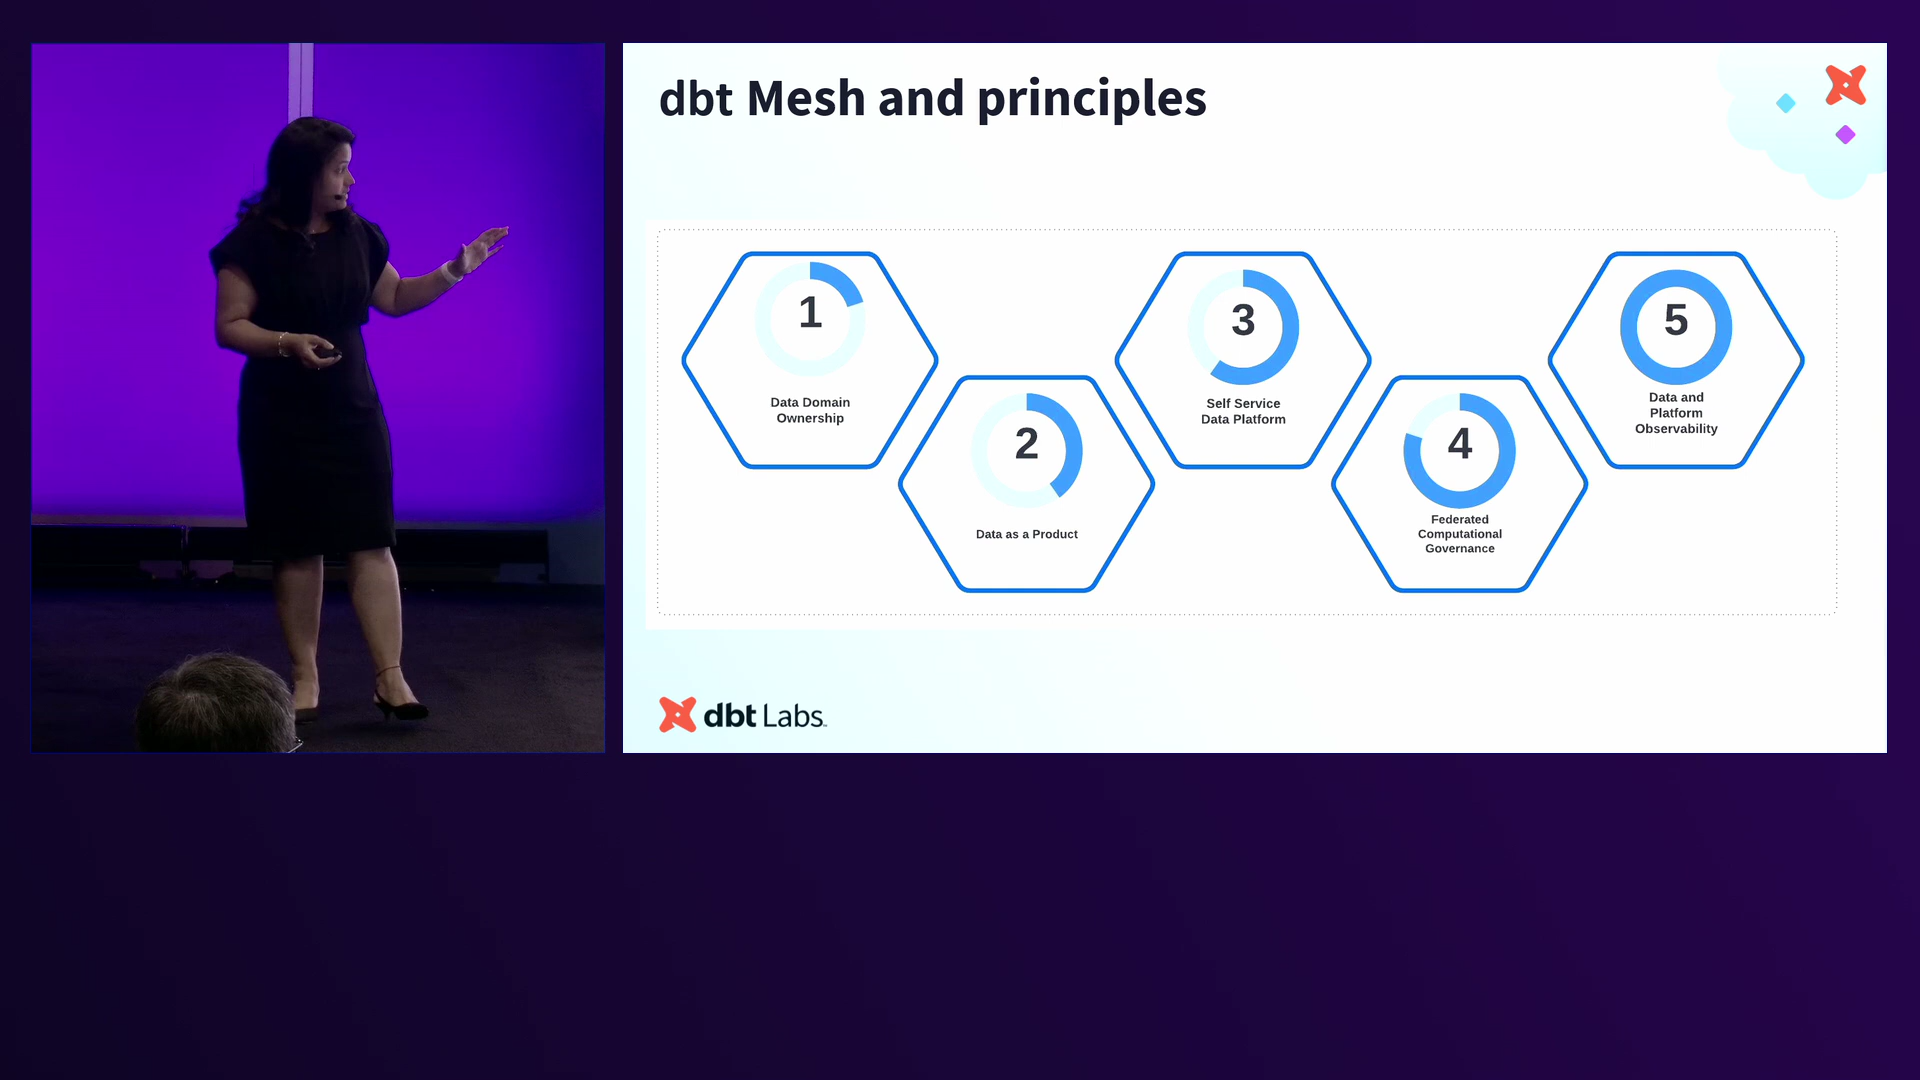 dbt Mesh and principles
1
Data Domain
Ownership
2
Data as a Product
3
Self Service
Data Platform
4
Federated
Computational
Governance
5
Data and
Platform
Observability
dbt Labs